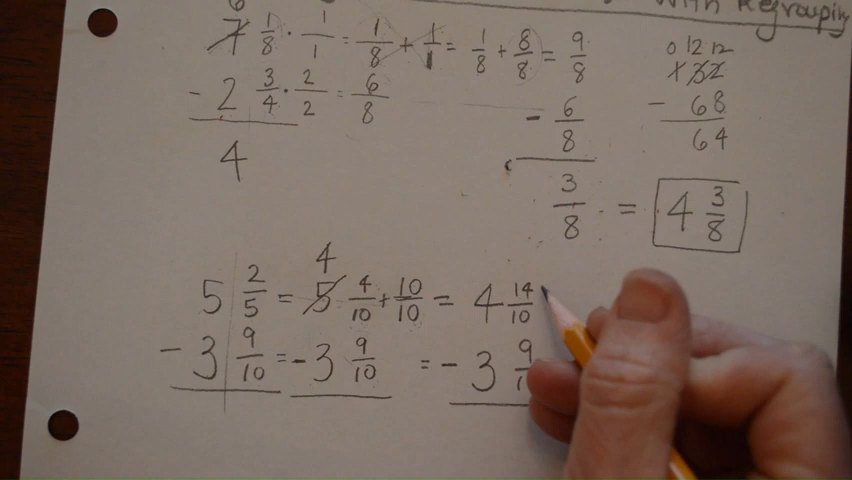 With Regrouping
6
7 1/8 · 1/1 = 1/8 + 1/1 = 1/8 + 8/8 = 9/8
- 2 3/4 · 2/2 = 6/8
4
- 6/8
3/8 = 4 3/8
0 12 12
132
- 68
64
4
5 2/5 = 5 4/10 + 10/10 = 4 14/10
- 3 9/10 = - 3 9/10 = - 3 9/1